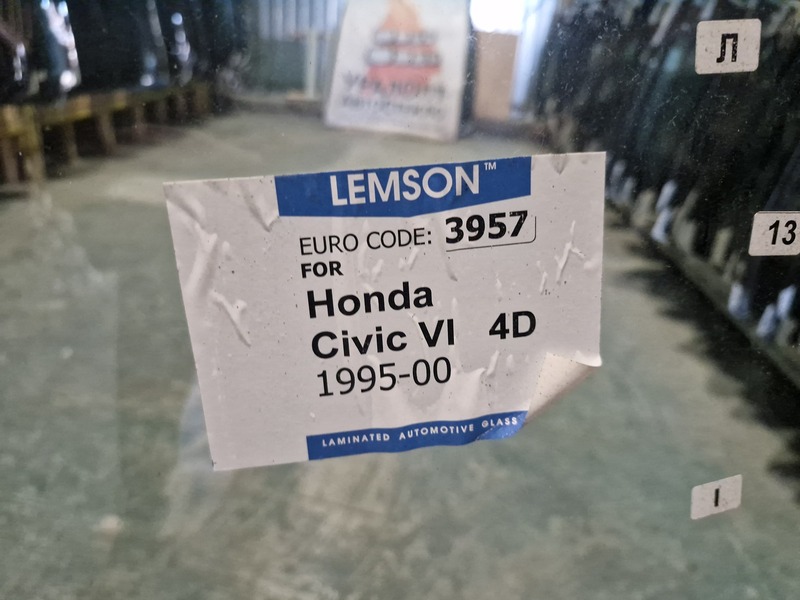 LEMSON™
EURO CODE: 3957
FOR
Honda
Civic VI 4D
1995-00
LAMINATED AUTOMOTIVE GLASS
Л
13
I